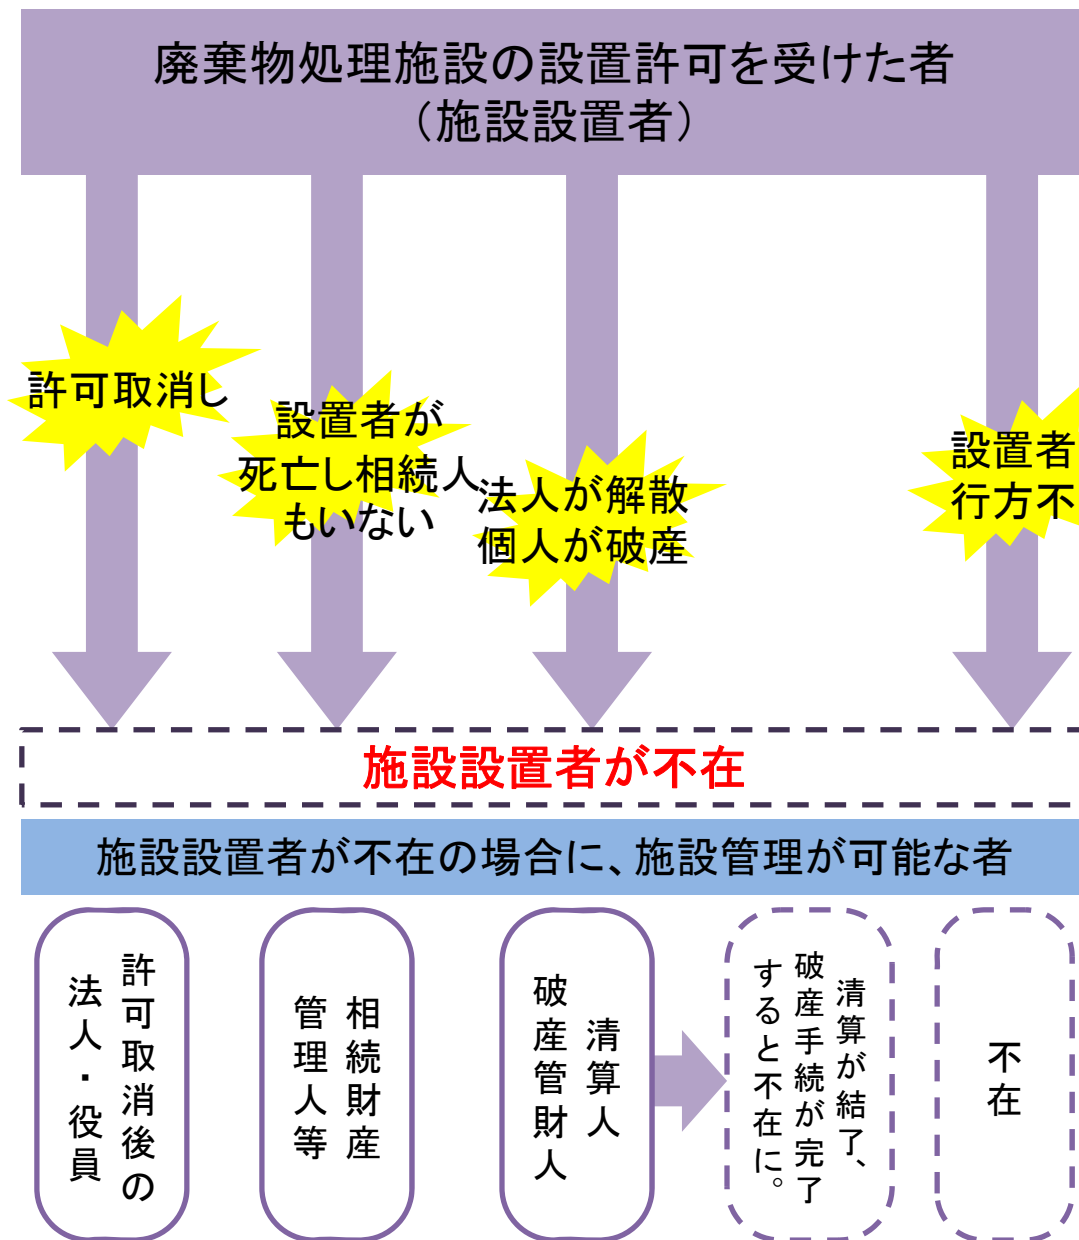 廃棄物処理施設の設置許可を受けた者
（施設設置者）
許可取消し
設置者が
死亡し相続人
もいない
法人が解散
個人が破産
設置者
行方不
施設設置者が不在
施設設置者が不在の場合に、施設管理が可能な者
許可取消後の
法人・役員
相続財産
管理人等
清算人
破産管財人
清算が結了、
破産手続が完了
すると不在に。
不在